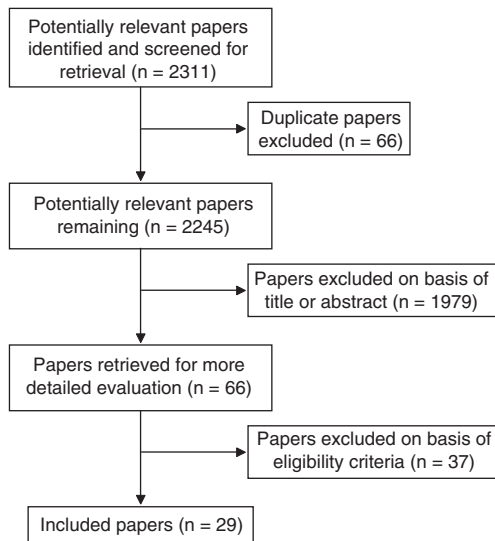 Potentially relevant papers
identified and screened for
retrieval (n = 2311)
Duplicate papers
excluded (n = 66)
Potentially relevant papers
remaining (n = 2245)
Papers excluded on basis of
title or abstract (n = 1979)
Papers retrieved for more
detailed evaluation (n = 66)
Papers excluded on basis of
eligibility criteria (n = 37)
Included papers (n = 29)